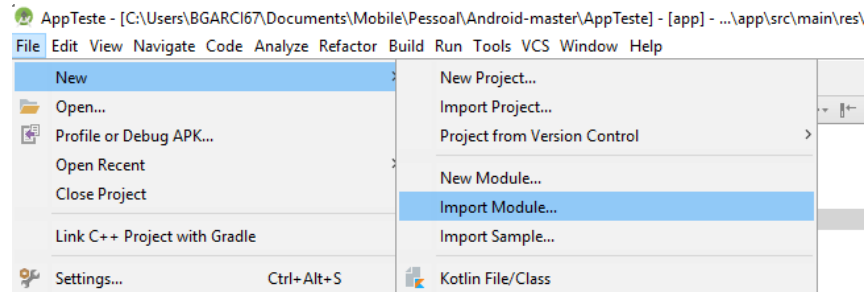 AppTeste - [C:\Users\BGARCI67\Documents\Mobile\Pessoal\Android-master\AppTeste] - [app] - ...\app\src\main\res\
File Edit View Navigate Code Analyze Refactor Build Run Tools VCS Window Help
New
Open...
Profile or Debug APK...
Open Recent
Close Project
Link C++ Project with Gradle
Settings... Ctrl+Alt+S
New Project...
Import Project...
Project from Version Control
New Module...
Import Module...
Import Sample...
Kotlin File/Class